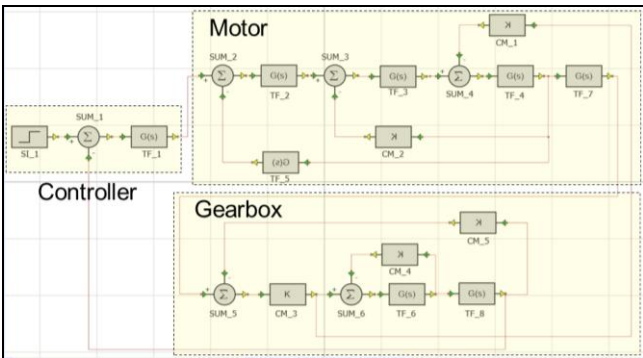 Motor
K
CM_1
SUM_2
SUM_3
Σ
G(s)
Σ
G(s)
Σ
G(s)
G(s)
TF_2
TF_3
SUM_4
TF_4
TF_7
SUM_1
Σ
G(s)
K
SI_1
TF_1
CM_2
G(s)
TF_5
Controller
Gearbox
K
CM_5
K
CM_4
Σ
K
Σ
G(s)
G(s)
SUM_5
CM_3
SUM_6
TF_6
TF_8